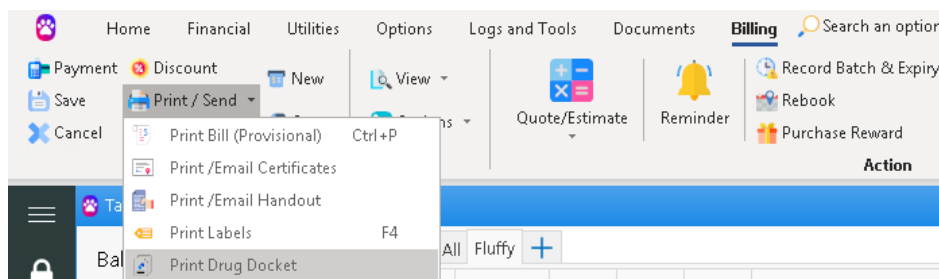 Home Financial Utilities Options Logs and Tools Documents Billing Search an option
Payment Discount New View Record Batch & Expiry
Save Print / Send Quote/Estimate Reminder Rebook
Cancel Purchase Reward
Print Bill (Provisional) Ctrl+P
Action
Print /Email Certificates
Print /Email Handout
Print Labels F4
All Fluffy
Print Drug Docket